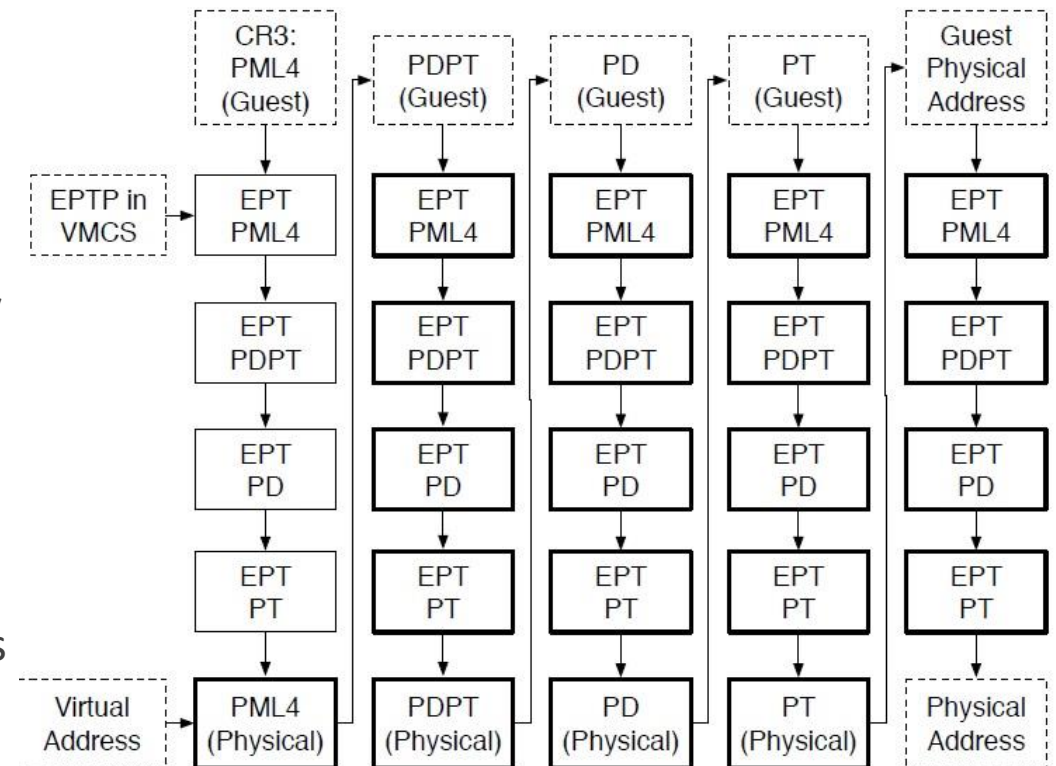 CR3:
PML4
(Guest)
PDPT
(Guest)
PD
(Guest)
PT
(Guest)
Guest
Physical
Address
EPTP in
VMCS
EPT
PML4
EPT
PML4
EPT
PML4
EPT
PML4
EPT
PML4
EPT
PDPT
EPT
PDPT
EPT
PDPT
EPT
PDPT
EPT
PDPT
EPT
PD
EPT
PD
EPT
PD
EPT
PD
EPT
PD
EPT
PT
EPT
PT
EPT
PT
EPT
PT
EPT
PT
Virtual
Address
PML4
(Physical)
PDPT
(Physical)
PD
(Physical)
PT
(Physical)
Physical
Address